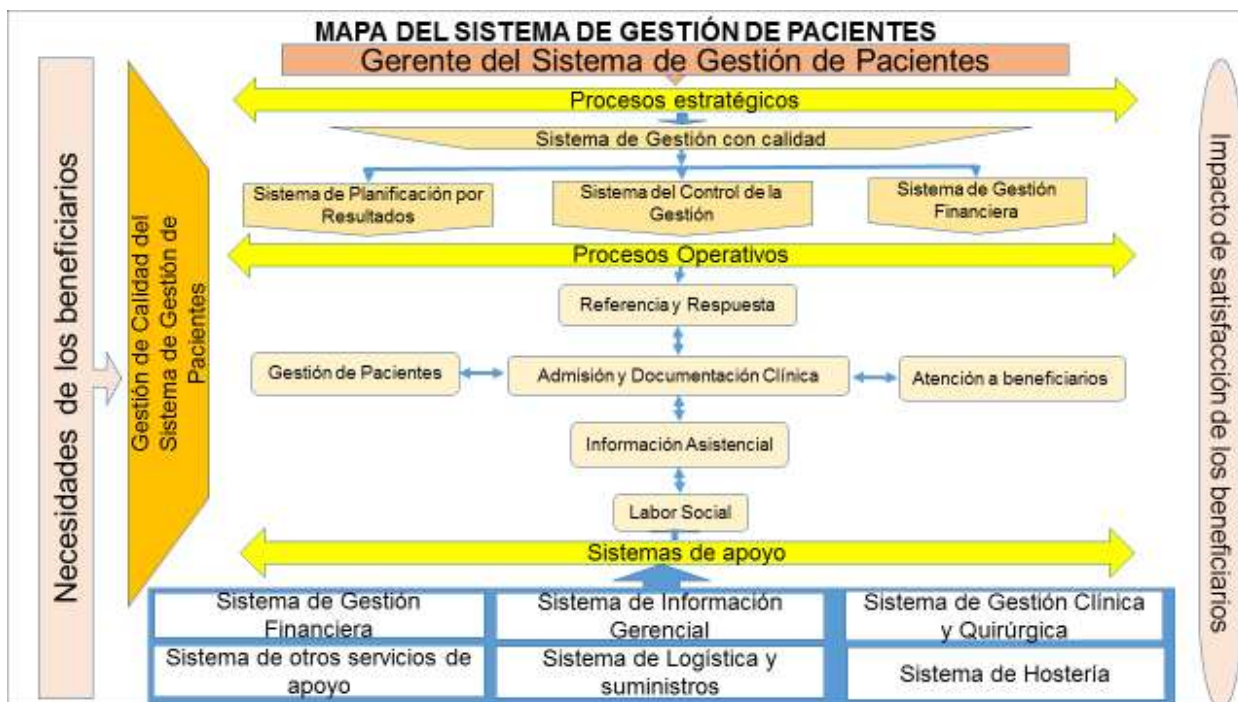 MAPA DEL SISTEMA DE GESTIÓN DE PACIENTES
Gerente del Sistema de Gestión de Pacientes
Necesidades de los beneficiarios
Gestión de Calidad del
Sistema de Gestión de
Pacientes
Procesos estratégicos
Sistema de Gestión con calidad
Sistema de Planificación por
Resultados
Sistema del Control de la
Gestión
Sistema de Gestión
Financiera
Procesos Operativos
Referencia y Respuesta
Gestión de Pacientes
Admisión y Documentación Clínica
Atención a beneficiarios
Información Asistencial
Labor Social
Sistemas de apoyo
Sistema de Gestión
Financiera
Sistema de Información
Gerencial
Sistema de Gestión Clínica
y Quirúrgica
Sistema de otros servicios de
apoyo
Sistema de Logística y
suministros
Sistema de Hostería
Impacto de satisfacción de los beneficiarios